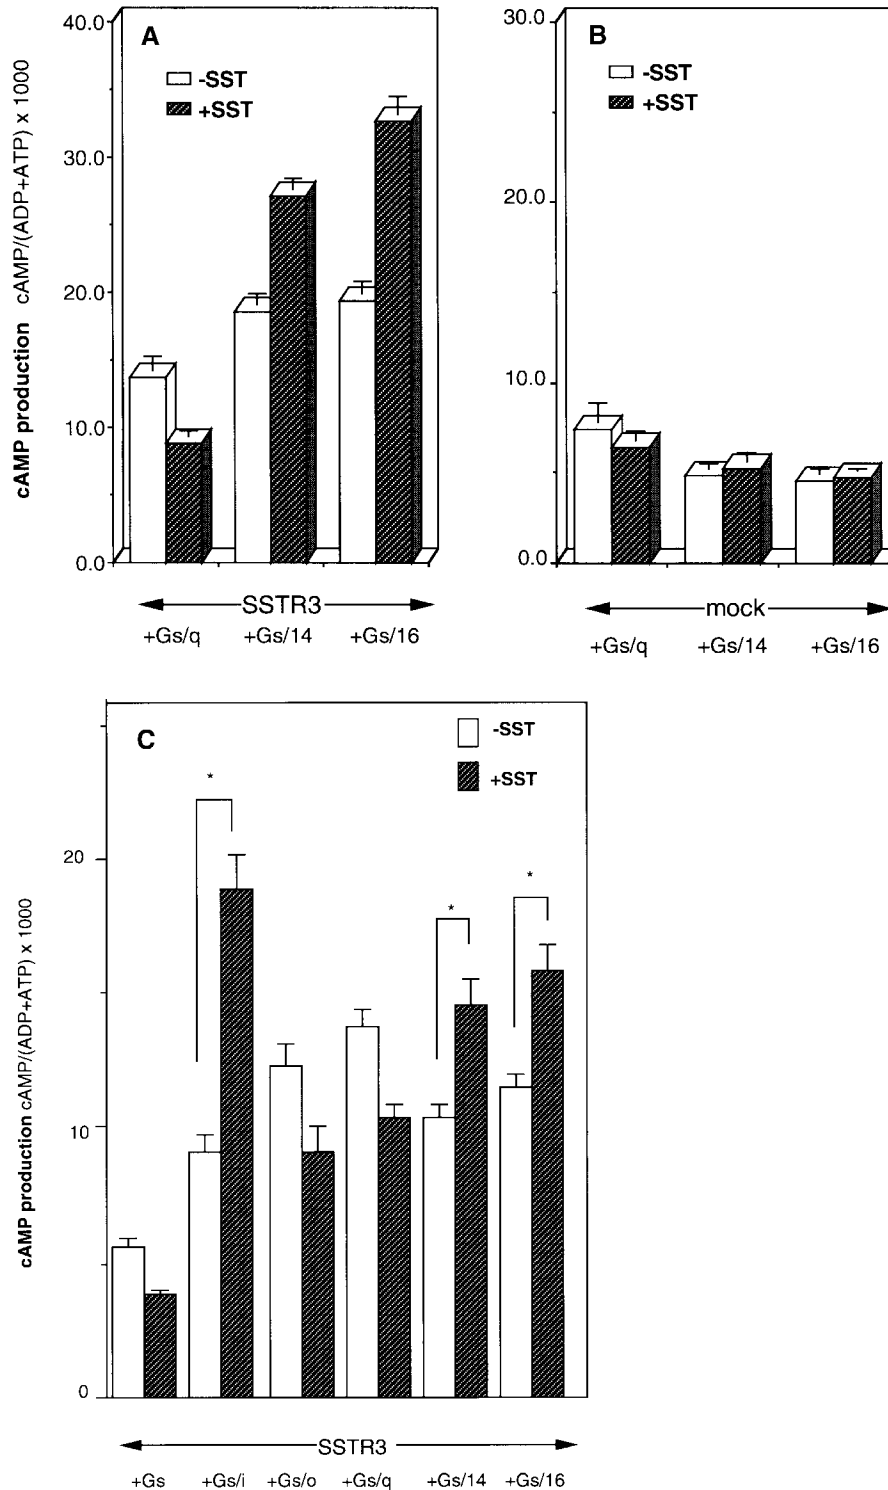 A
-SST
+SST
40.0
30.0
20.0
10.0
0.0
cAMP production cAMP/(ADP+ATP) x 1000
SSTR3
+Gs/q +Gs/14 +Gs/16
B
-SST
+SST
30.0
20.0
10.0
0.0
mock
+Gs/q +Gs/14 +Gs/16
C
-SST
+SST
*
*
*
20
10
0
cAMP production cAMP/(ADP+ATP) x 1000
SSTR3
+Gs +Gs/i +Gs/o +Gs/q +Gs/14 +Gs/16